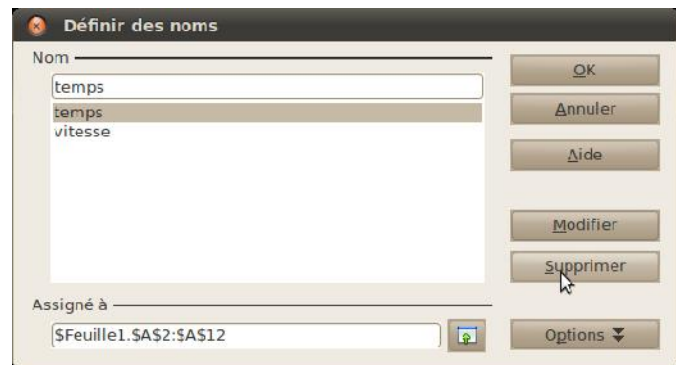 Définir des noms
Nom
temps
temps
vitesse
OK
Annuler
Aide
Modifier
Supprimer
Assigné à
$Feuille1.$A$2:$A$12
Options